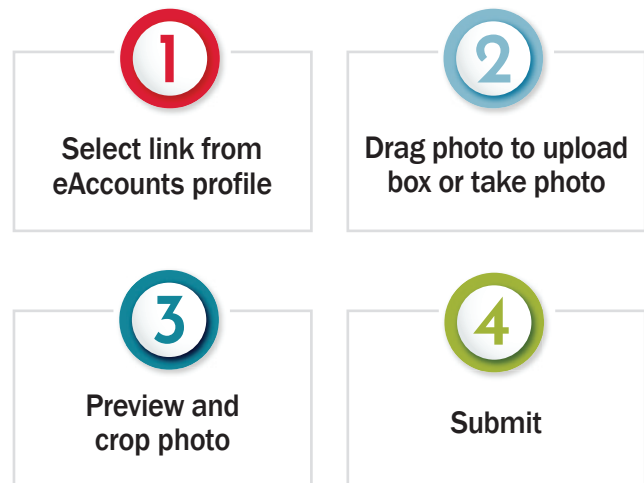 1
Select link from
eAccounts profile
2
Drag photo to upload
box or take photo
3
Preview and
crop photo
4
Submit